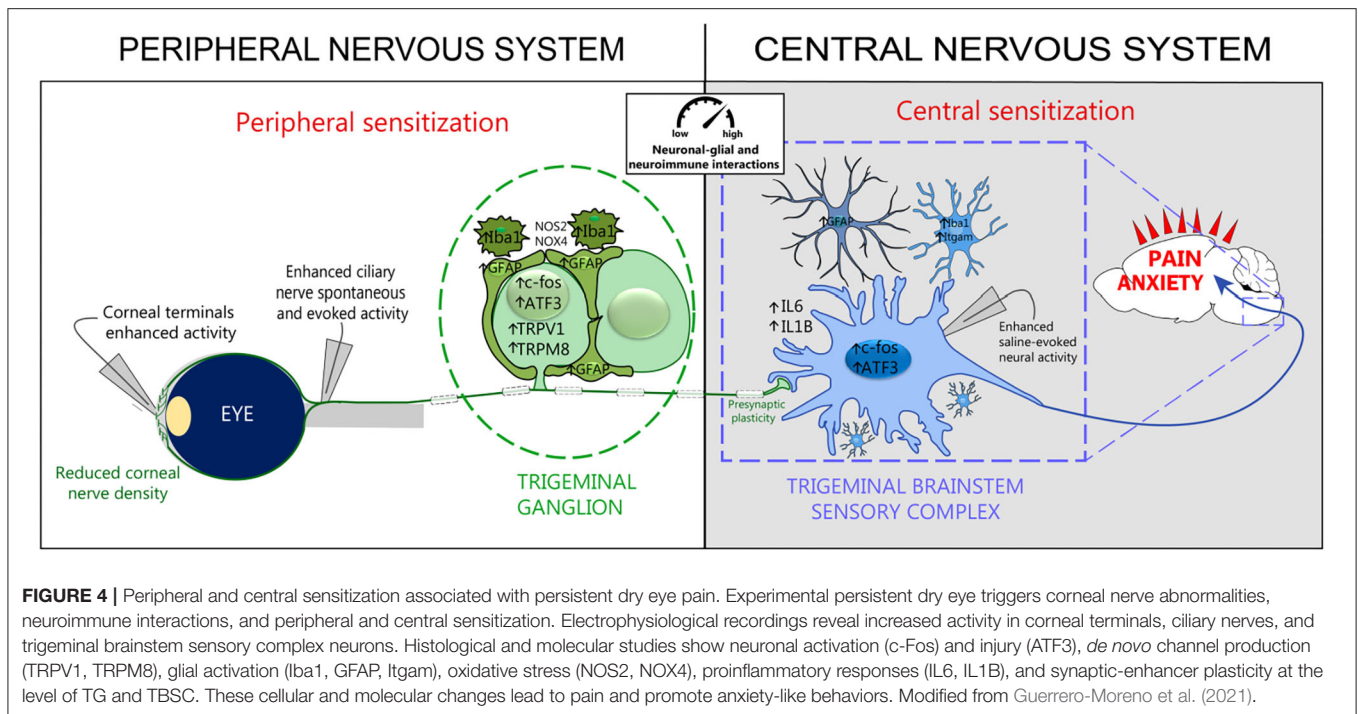 PERIPHERAL NERVOUS SYSTEM
CENTRAL NERVOUS SYSTEM
Peripheral sensitization
low
high
Neuronal-glial and
neuroimmune interactions
Central sensitization
Corneal terminals
enhanced activity
Enhanced ciliary
nerve spontaneous
and evoked activity
EYE
Reduced corneal
nerve density
↑Iba1
NOS2
NOX4
↑Iba1
↑GFAP
↑GFAP
↑c-fos
↑ATF3
↑TRPV1
↑TRPM8
↑GFAP
TRIGEMINAL
GANGLION
Presynaptic
plasticity
↑GFAP
↑Iba1
↑Itgam
↑IL6
↑IL1B
↑c-fos
↑ATF3
Enhanced
saline-evoked
neural activity
TRIGEMINAL BRAINSTEM
SENSORY COMPLEX
PAIN
ANXIETY
FIGURE 4 | Peripheral and central sensitization associated with persistent dry eye pain. Experimental persistent dry eye triggers corneal nerve abnormalities,
neuroimmune interactions, and peripheral and central sensitization. Electrophysiological recordings reveal increased activity in corneal terminals, ciliary nerves, and
trigeminal brainstem sensory complex neurons. Histological and molecular studies show neuronal activation (c-Fos) and injury (ATF3), de novo channel production
(TRPV1, TRPM8), glial activation (Iba1, GFAP, Itgam), oxidative stress (NOS2, NOX4), proinflammatory responses (IL6, IL1B), and synaptic-enhancer plasticity at the
level of TG and TBSC. These cellular and molecular changes lead to pain and promote anxiety-like behaviors. Modified from Guerrero-Moreno et al. (2021).